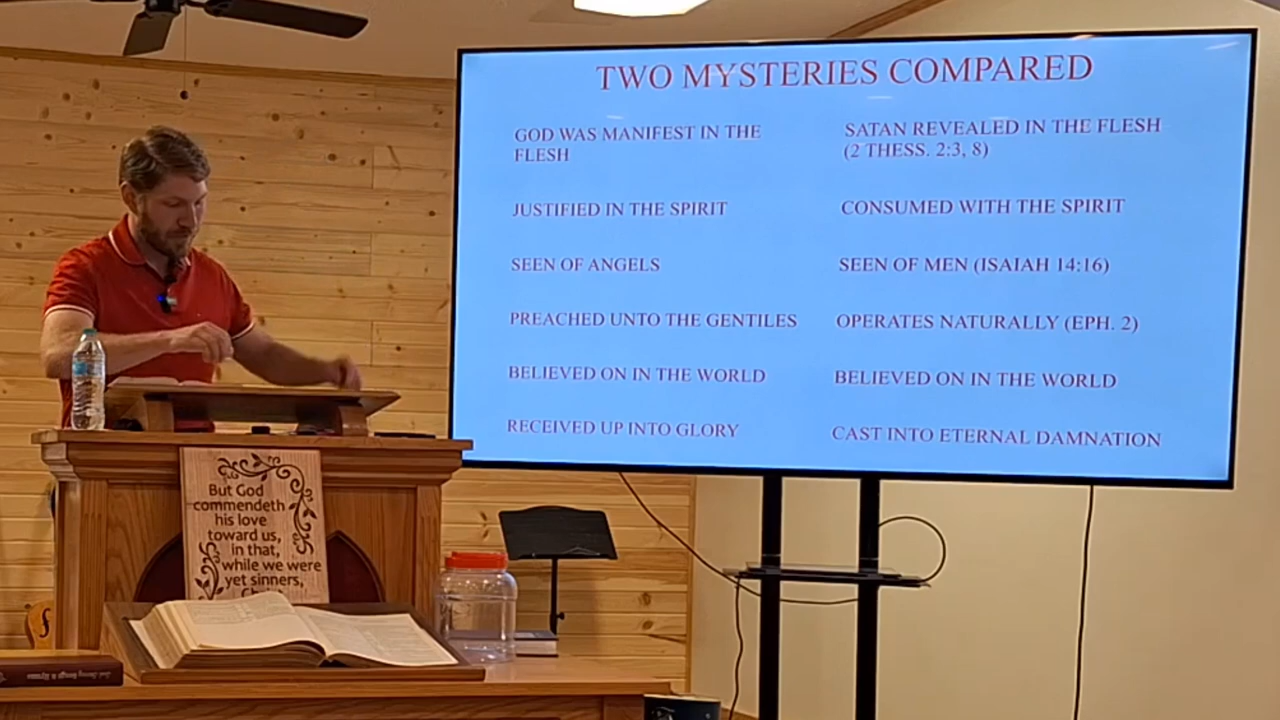 TWO MYSTERIES COMPARED
GOD WAS MANIFEST IN THE
FLESH
SATAN REVEALED IN THE FLESH
(2 THESS. 2:3, 8)
JUSTIFIED IN THE SPIRIT
CONSUMED WITH THE SPIRIT
SEEN OF ANGELS
SEEN OF MEN (ISAIAH 14:16)
PREACHED UNTO THE GENTILES
OPERATES NATURALLY (EPH. 2)
BELIEVED ON IN THE WORLD
BELIEVED ON IN THE WORLD
RECEIVED UP INTO GLORY
CAST INTO ETERNAL DAMNATION
But God
commendeth
his love
toward us,
in that,
while we were
yet sinners,